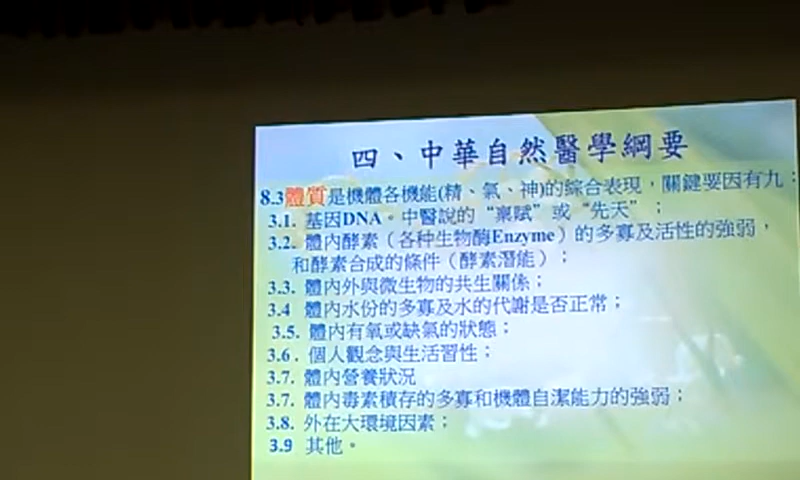 四、中華自然醫學綱要
8.3體質是機體各機能(精、氣、神)的綜合表現，關鍵要因有九：
3.1. 基因DNA。中醫說的“稟賦”或“先天”；
3.2. 體內酵素（各种生物酶Enzyme）的多寡及活性的強弱，
和酵素合成的條件（酵素潛能）；
3.3. 體內外與微生物的共生關係；
3.4 體內水份的多寡及水的代謝是否正常；
3.5. 體內有氧或缺氣的狀態；
3.6. 個人觀念與生活習性；
3.7. 體內營養狀況
3.7. 體內毒素積存的多寡和機體自潔能力的強弱；
3.8. 外在大環境因素；
3.9 其他。